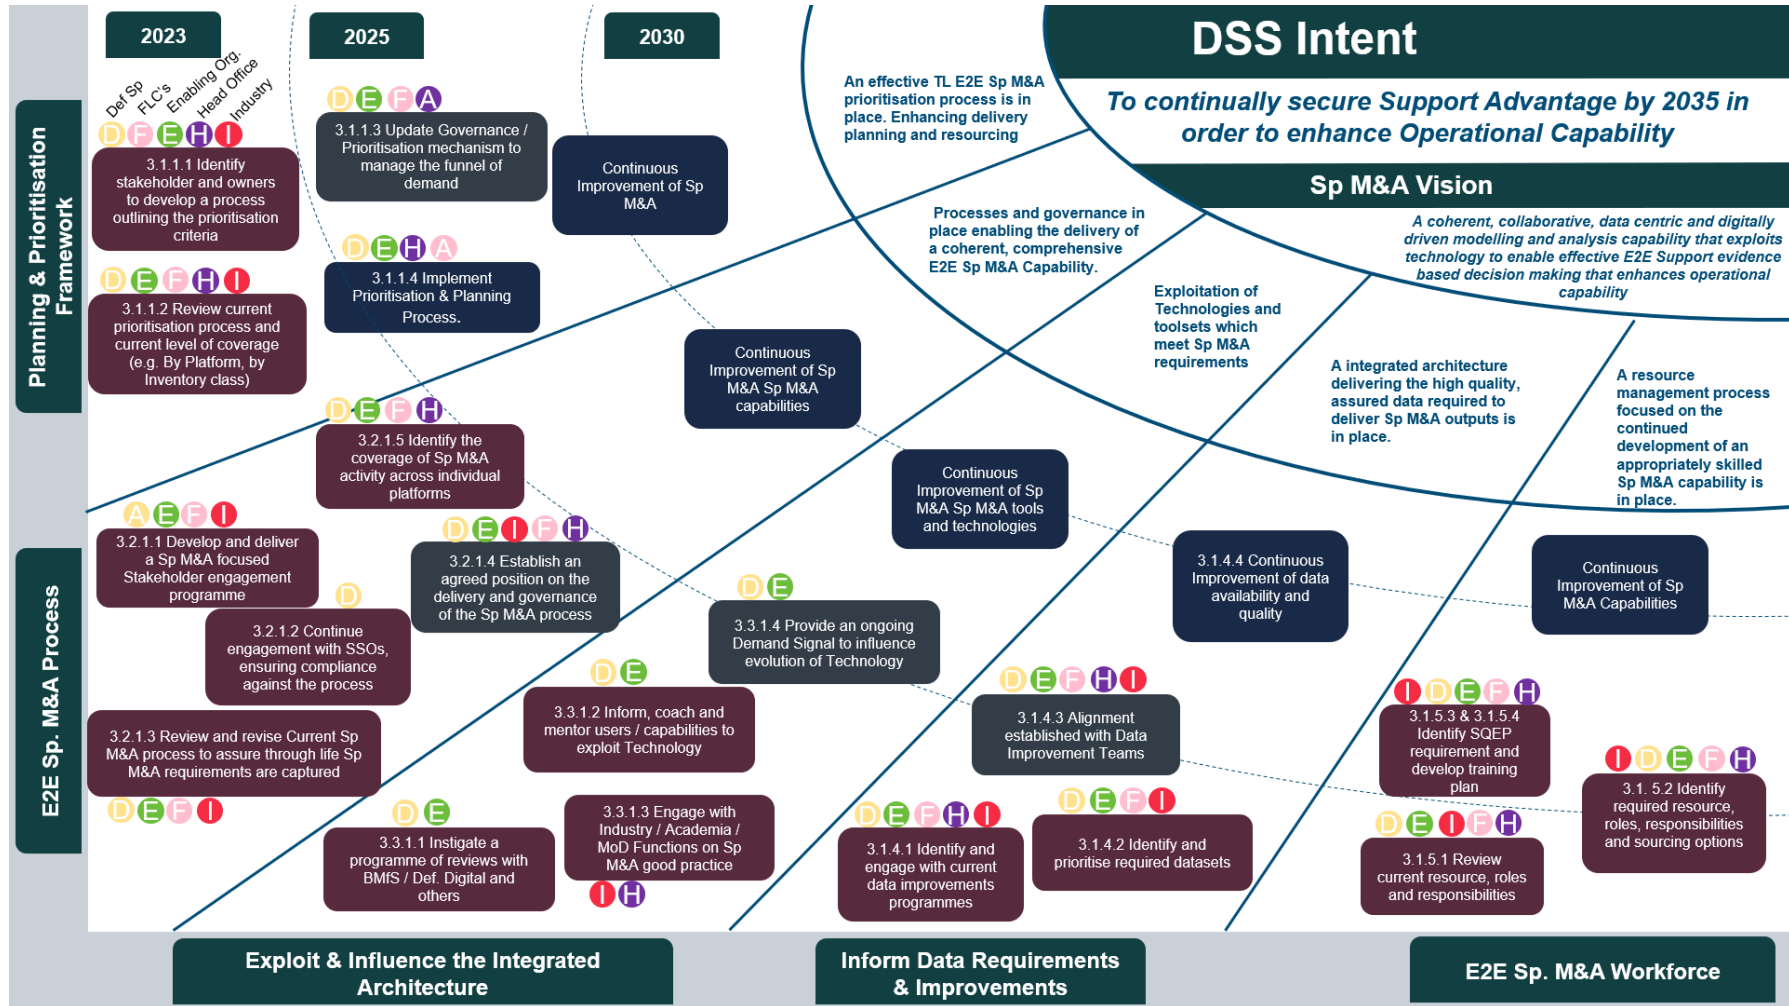 2023
2025
2030
Def Sp
FLC's
Enabling Org.
Head Office
Industry
D F E H I
3.1.1.1 Identify
stakeholder and owners
to develop a process
outlining the prioritisation
criteria
D E F H I
3.1.1.2 Review current
prioritisation process and
current level of coverage
(e.g. By Platform, by
Inventory class)
D E F A
3.1.1.3 Update Governance /
Prioritisation mechanism to
manage the funnel of
demand
D E H A
3.1.1.4 Implement
Prioritisation & Planning
Process.
Continuous
Improvement of Sp
M&A
An effective TL E2E Sp M&A
prioritisation process is in
place. Enhancing delivery
planning and resourcing
DSS Intent
To continually secure Support Advantage by 2035 in
order to enhance Operational Capability
Sp M&A Vision
A coherent, collaborative, data centric and digitally
driven modelling and analysis capability that exploits
technology to enable effective E2E Support evidence
based decision making that enhances operational
capability
Planning & Prioritisation
Framework
Processes and governance in
place enabling the delivery of
a coherent, comprehensive
E2E Sp M&A Capability.
Exploitation of
Technologies and
toolsets which
meet Sp M&A
requirements
A integrated architecture
delivering the high quality,
assured data required to
deliver Sp M&A outputs is
in place.
A resource
management process
focused on the
continued
development of an
appropriately skilled
Sp M&A capability is
in place.
Continuous
Improvement of Sp
M&A Sp M&A
capabilities
D E F H
3.2.1.5 Identify the
coverage of Sp M&A
activity across individual
platforms
Continuous
Improvement of Sp
M&A Sp M&A tools
and technologies
A E F I
3.2.1.1 Develop and deliver
a Sp M&A focused
Stakeholder engagement
programme
D E I F H
3.2.1.4 Establish an
agreed position on the
delivery and governance
of the Sp M&A process
3.1.4.4 Continuous
Improvement of data
availability and
quality
Continuous
Improvement of Sp
M&A Capabilities
E2E Sp. M&A Process
D
3.2.1.2 Continue
engagement with SSOs,
ensuring compliance
against the process
D E
3.3.1.4 Provide an ongoing
Demand Signal to influence
evolution of Technology
3.2.1.3 Review and revise Current Sp
M&A process to assure through life Sp
M&A requirements are captured
D E F I
D E
3.3.1.2 Inform, coach and
mentor users / capabilities to
exploit Technology
D E F H I
3.1.4.3 Alignment
established with Data
Improvement Teams
I D E F H
3.1.5.3 & 3.1.5.4
Identify SQEP
requirement and
develop training
plan
I D E F H
3.1. 5.2 Identify
required resource,
roles, responsibilities
and sourcing options
D E
3.3.1.1 Instigate a
programme of reviews with
BMfS / Def. Digital and
others
3.3.1.3 Engage with
Industry / Academia /
MoD Functions on Sp
M&A good practice
I H
D E F H I
3.1.4.1 Identify and
engage with current
data improvements
programmes
D E F I
3.1.4.2 Identify and
prioritise required datasets
D E I F H
3.1.5.1 Review
current resource, roles
and responsibilities
Exploit & Influence the Integrated
Architecture
Inform Data Requirements
& Improvements
E2E Sp. M&A Workforce